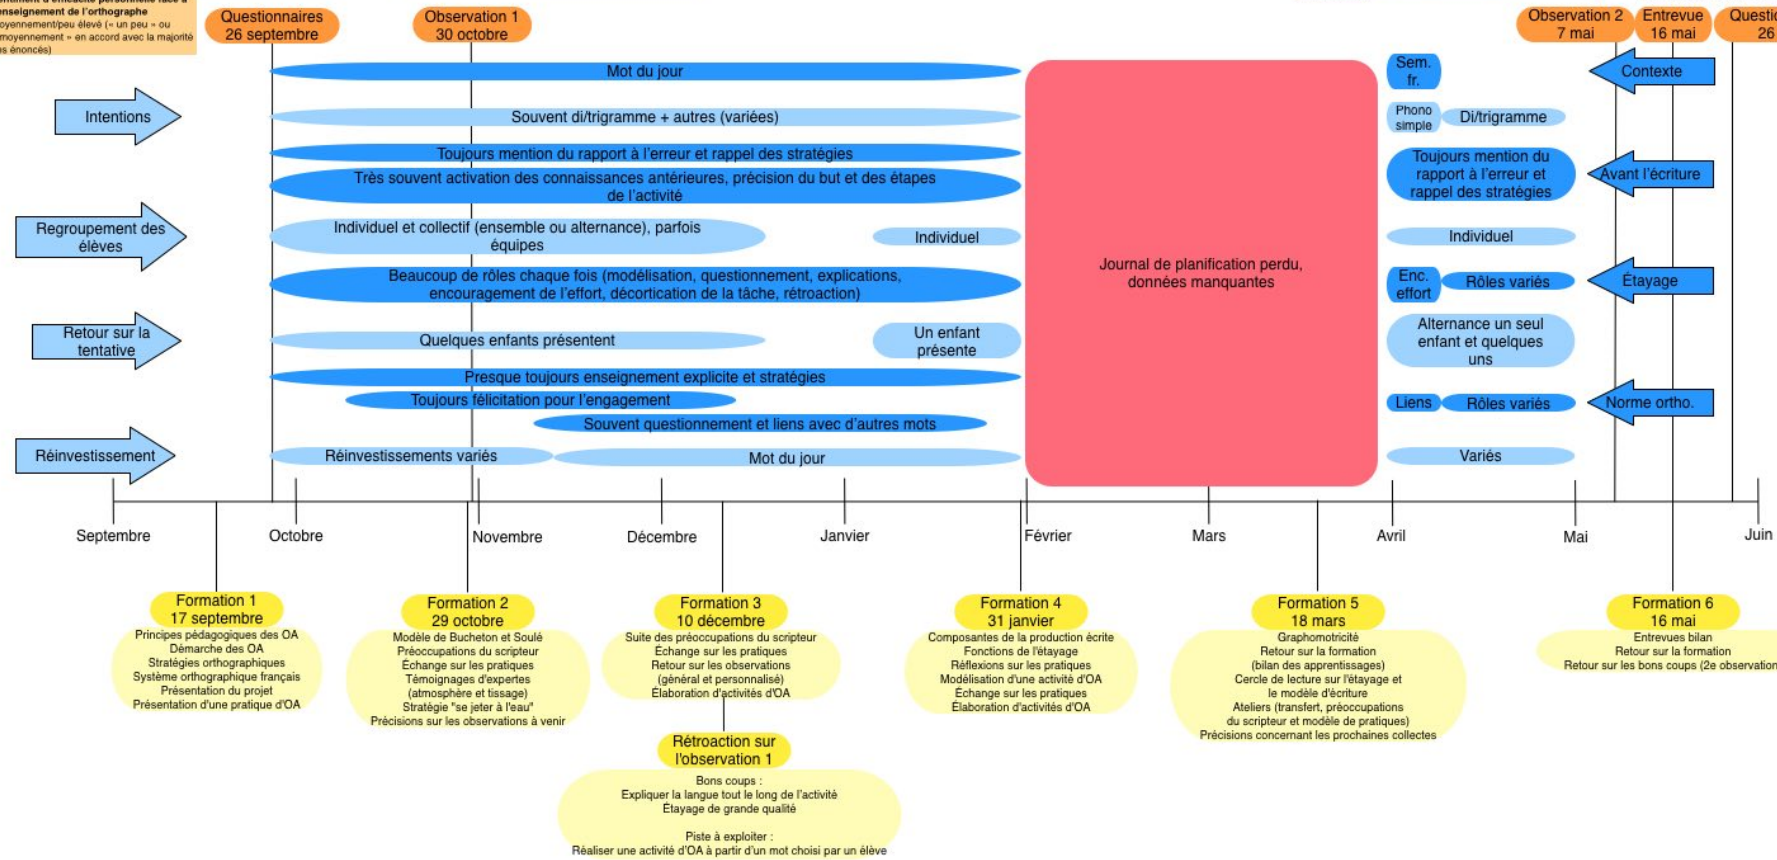 sentiment d'efficacité personnelle face à
l'enseignement de l'orthographe
moyennement/peu élevé (« un peu » ou
moyennement » en accord avec la majorité
des énoncés)
Questionnaires
26 septembre
Observation 1
30 octobre
Observation 2
7 mai
Entrevue
16 mai
26
Mot du jour
Sem.
fr.
Contexte
Intentions
Souvent di/trigramme + autres (variées)
Phono
simple
Di/trigramme
Toujours mention du rapport à l'erreur et rappel des stratégies
Très souvent activation des connaissances antérieures, précision du but et des étapes
de l'activité
Toujours mention du
rapport à l'erreur et
rappel des stratégies
Avant l'écriture
Regroupement des
élèves
Individuel et collectif (ensemble ou alternance), parfois
équipes
Individuel
Individuel
Journal de planification perdu,
données manquantes
Beaucoup de rôles chaque fois (modélisation, questionnement, explications,
encouragement de l'effort, décortication de la tâche, rétroaction)
Enc.
effort
Rôles variés
Étayage
Retour sur la
tentative
Quelques enfants présentent
Un enfant
présente
Alternance un seul
enfant et quelques
uns
Presque toujours enseignement explicite et stratégies
Toujours félicitation pour l'engagement
Liens
Rôles variés
Norme ortho.
Souvent questionnement et liens avec d'autres mots
Réinvestissement
Réinvestissements variés
Mot du jour
Variés
Septembre
Octobre
Novembre
Décembre
Janvier
Février
Mars
Avril
Mai
Juin
Formation 1
17 septembre
Principes pédagogiques des OA
Démarche des OA
Stratégies orthographiques
Système orthographique français
Présentation du projet
Présentation d'une pratique d'OA
Formation 2
29 octobre
Modèle de Bucheton et Soulé
Préoccupations du scripteur
Échange sur les pratiques
Témoignages d'expertes
(atmosphère et tissage)
Stratégie "se jeter à l'eau"
Précisions sur les observations à venir
Formation 3
10 décembre
Suite des préoccupations du scripteur
Échange sur les pratiques
Retour sur les observations
(général et personnalisé)
Élaboration d'activités d'OA
Rétroaction sur
l'observation 1
Bons coups :
Expliquer la langue tout le long de l'activité
Étayage de grande qualité
Piste à exploiter :
Réaliser une activité d'OA à partir d'un mot choisi par un élève
Formation 4
31 janvier
Composantes de la production écrite
Fonctions de l'étayage
Réflexions sur les pratiques
Modélisation d'une activité d'OA
Échange sur les pratiques
Élaboration d'activités d'OA
Formation 5
18 mars
Graphomotricité
Retour sur la formation
(bilan des apprentissages)
Cercle de lecture sur l'étayage et
le modèle d'écriture
Ateliers (transfert, préoccupations
du scripteur et modèle de pratiques)
Précisions concernant les prochaines collectes
Formation 6
16 mai
Entrevues bilan
Retour sur la formation
Retour sur les bons coups (2e observation